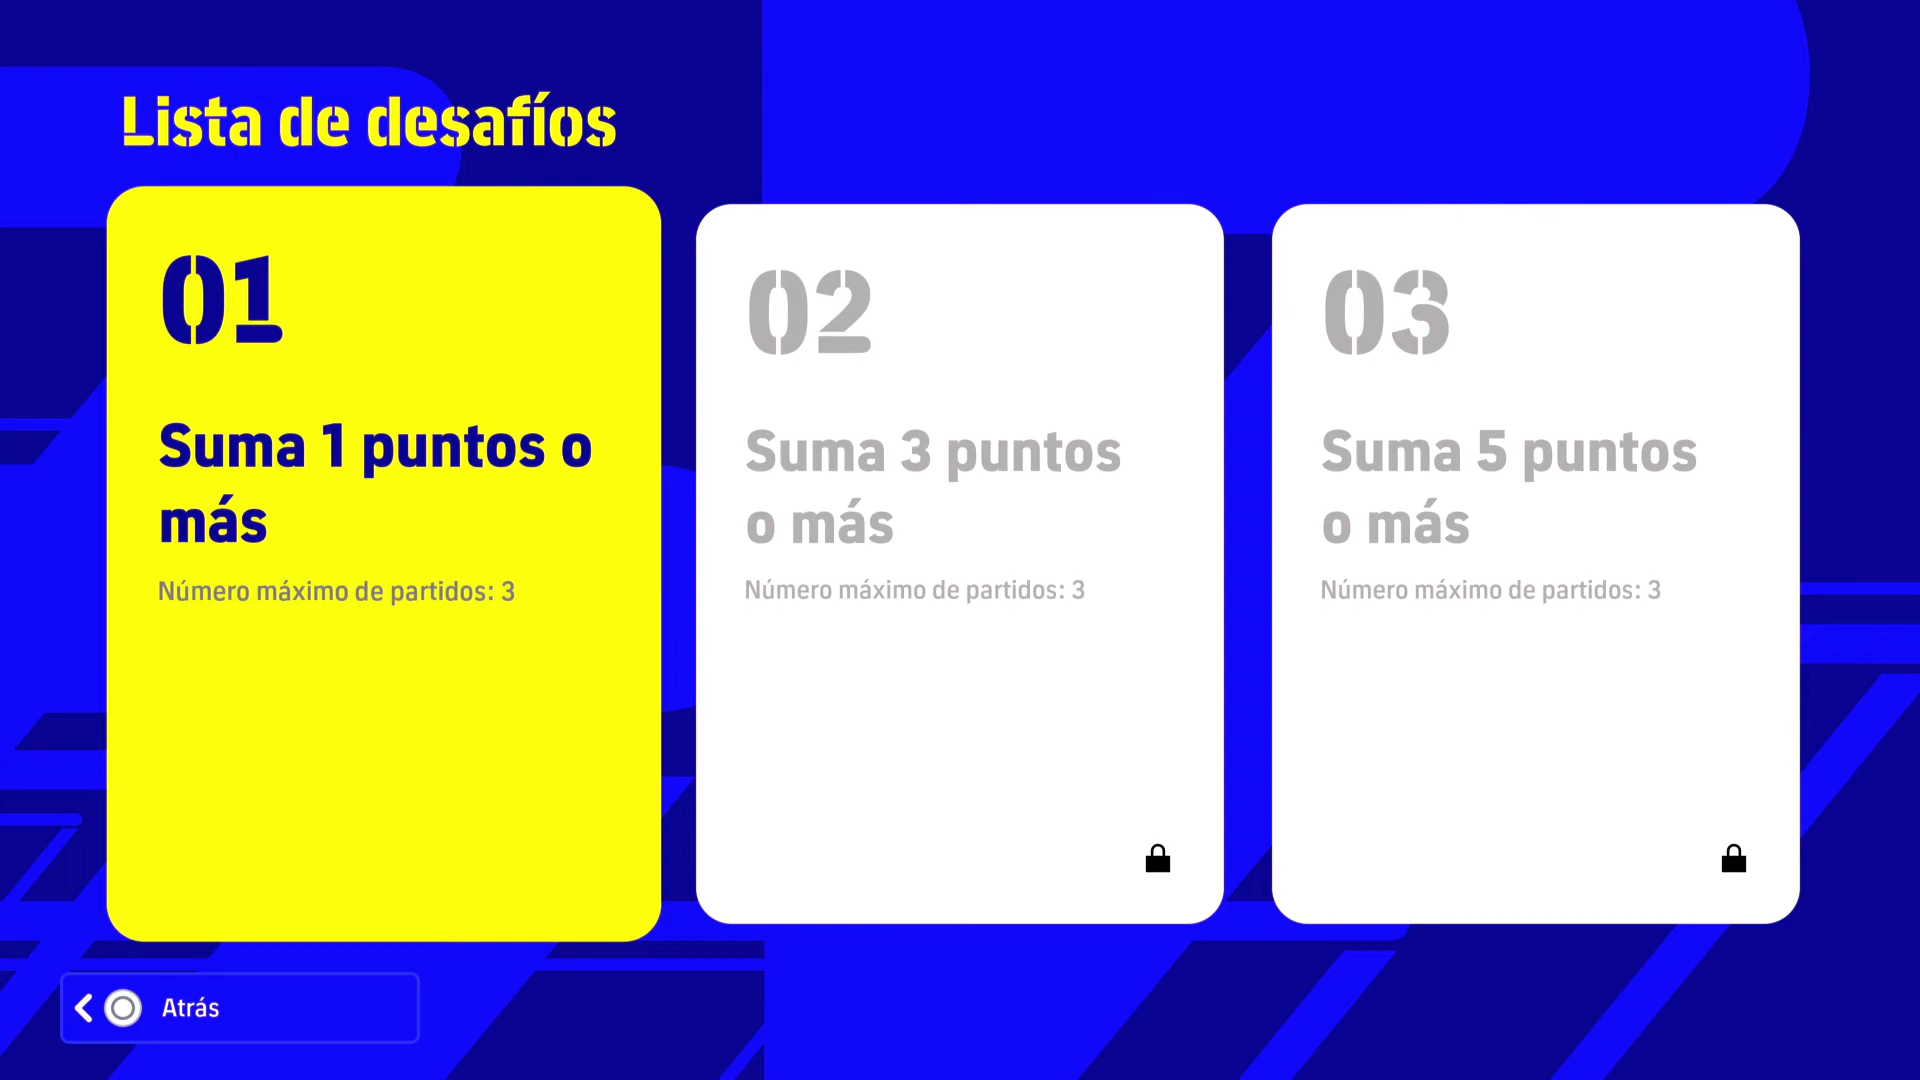 Lista de desafíos
01
Suma 1 puntos o
más
Número máximo de partidos: 3
02
Suma 3 puntos
o más
Número máximo de partidos: 3
03
Suma 5 puntos
o más
Número máximo de partidos: 3
Atrás